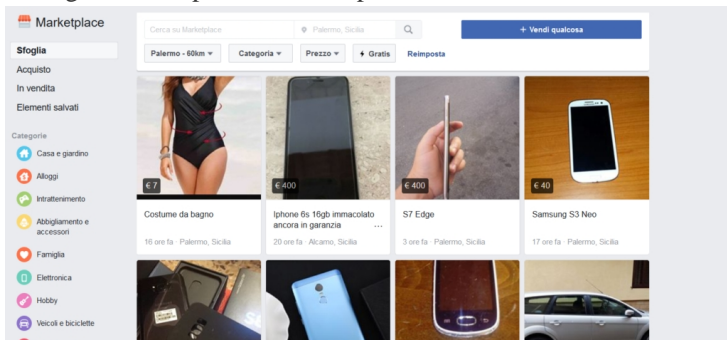 Marketplace
Cerca su Marketplace
Palermo, Sicilia
+ Vendi qualcosa
Palermo - 60km
Categoria
Prezzo
Gratis
Reimposta
Sfoglia
Acquisto
In vendita
Elementi salvati
Categorie
Casa e giardino
Alloggi
Intrattenimento
Abbigliamento e
accessori
Famiglia
Elettronica
Hobby
Veicoli e biciclette
€ 7
Costume da bagno
16 ore fa · Palermo, Sicilia
€ 400
Iphone 6s 16gb immacolato
ancora in garanzia ...
20 ore fa · Alcamo, Sicilia
€ 400
S7 Edge
3 ore fa · Palermo, Sicilia
€ 40
Samsung S3 Neo
17 ore fa · Palermo, Sicilia